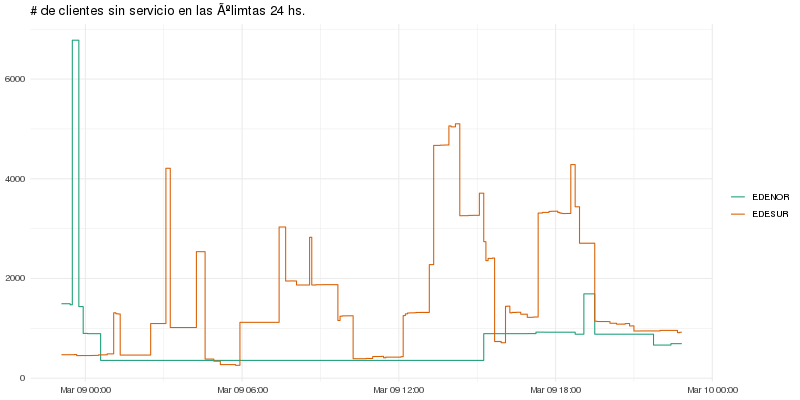 # de clientes sin servicio en las Ãºlimtas 24 hs.
6000
4000
2000
0
Mar 09 00:00
Mar 09 06:00
Mar 09 12:00
Mar 09 18:00
Mar 10 00:00
EDENOR
EDESUR